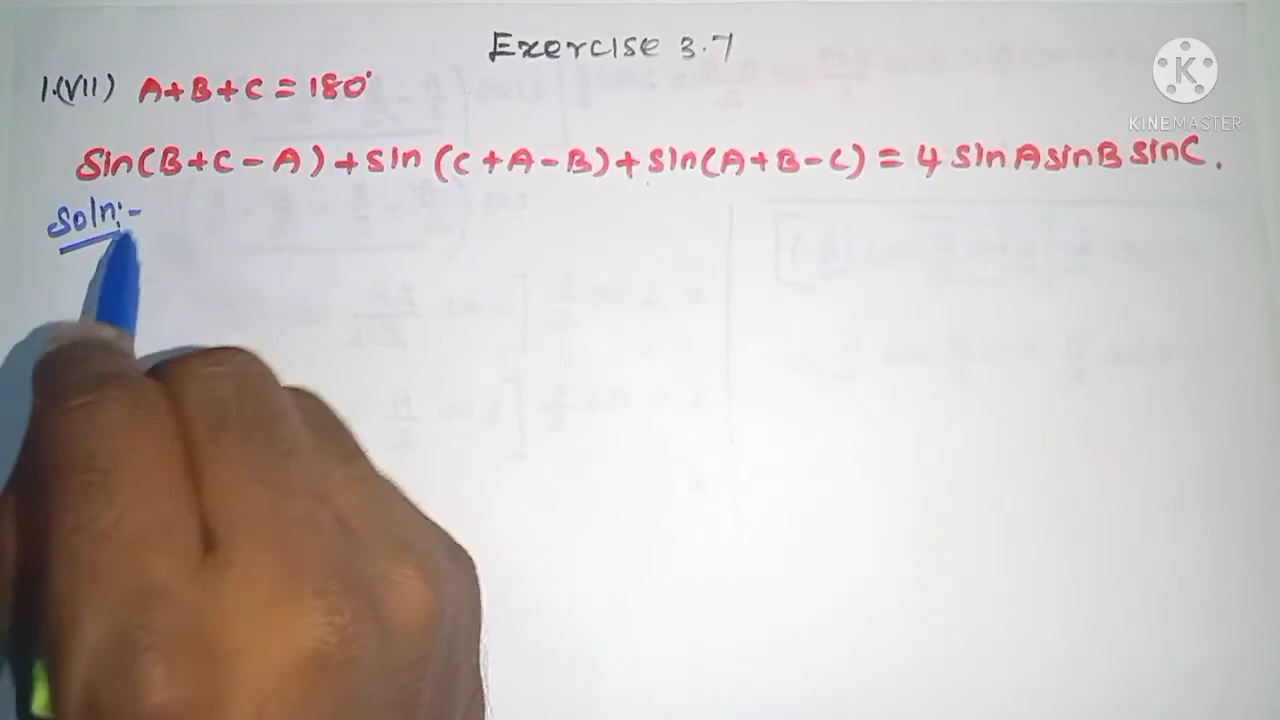 Exercise 3.7
1.(VII) A+B+C = 180°
KINEMASTER
Sin(B+C-A)+sin(C+A-B)+sin(A+B-C) = 4 sinA sinB sinC.
Soln:-